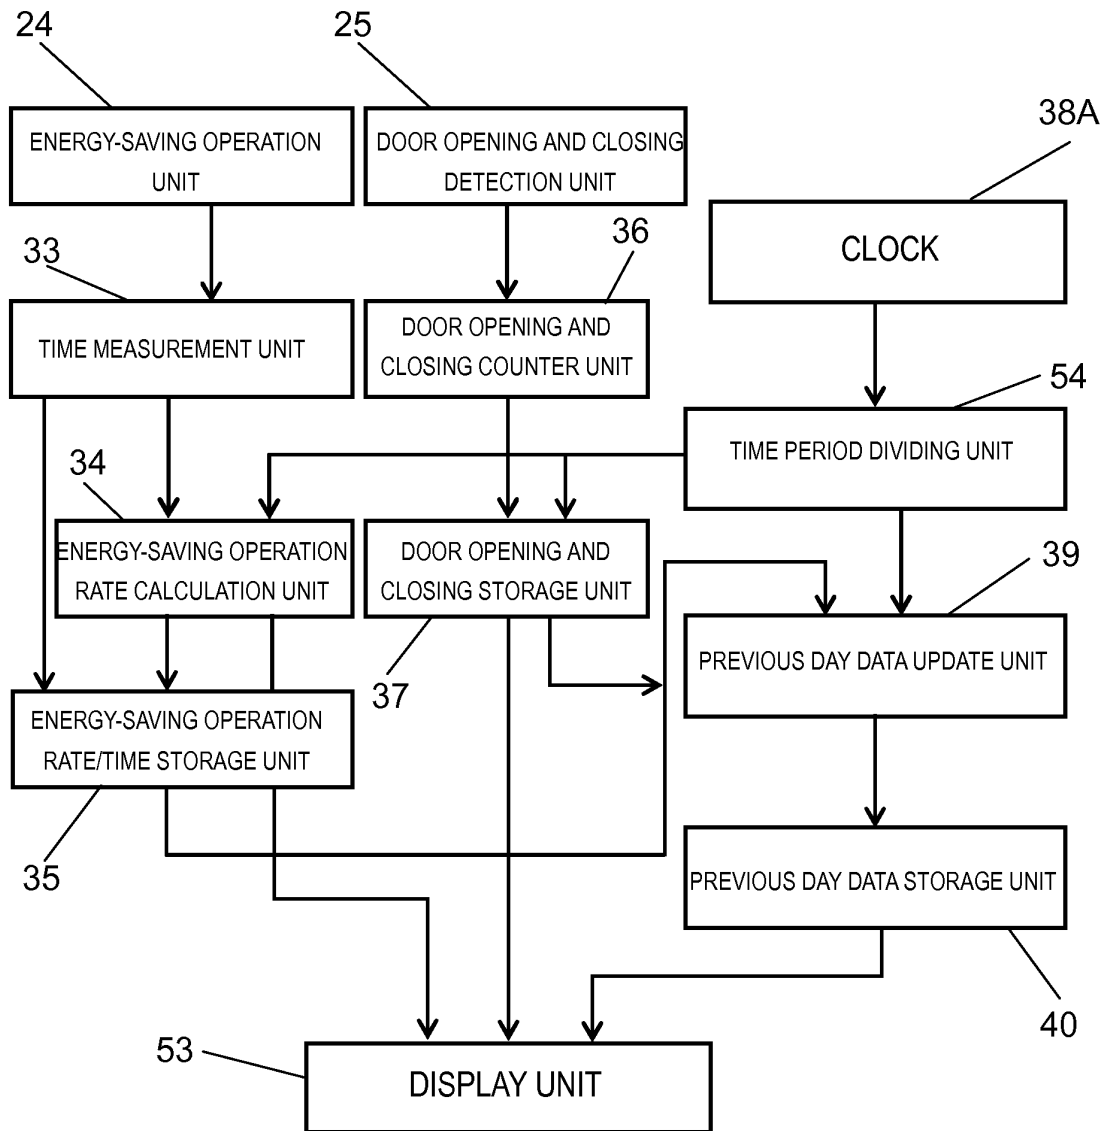 24
25
38A
ENERGY-SAVING OPERATION
UNIT
DOOR OPENING AND CLOSING
DETECTION UNIT
CLOCK
33
36
TIME MEASUREMENT UNIT
DOOR OPENING AND
CLOSING COUNTER UNIT
54
TIME PERIOD DIVIDING UNIT
34
ENERGY-SAVING OPERATION
RATE CALCULATION UNIT
DOOR OPENING AND
CLOSING STORAGE UNIT
39
PREVIOUS DAY DATA UPDATE UNIT
37
ENERGY-SAVING OPERATION
RATE/TIME STORAGE UNIT
35
PREVIOUS DAY DATA STORAGE UNIT
40
53
DISPLAY UNIT